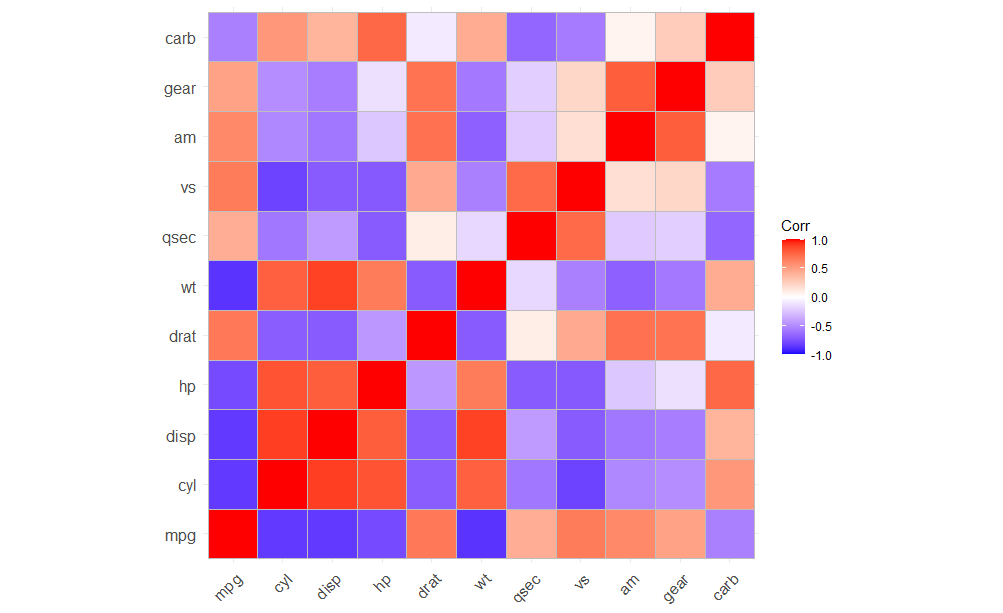 carb
gear
am
vs
qsec
wt
drat
hp
disp
cyl
mpg
mpg cyl disp hp drat wt qsec vs am gear carb
Corr
1.0
0.5
0.0
-0.5
-1.0